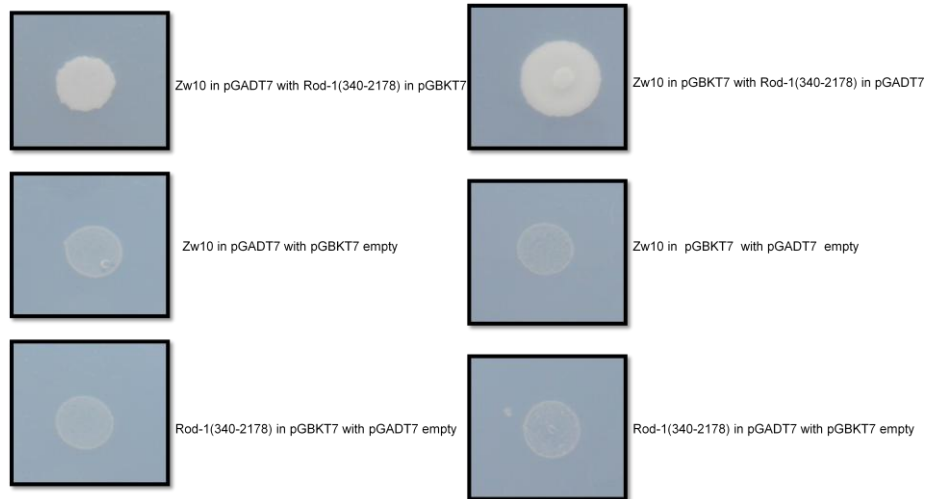 Zw10 in pGADT7 with Rod-1(340-2178) in pGBKT7
Zw10 in pGBKT7 with Rod-1(340-2178) in pGADT7
Zw10 in pGADT7 with pGBKT7 empty
Zw10 in pGBKT7 with pGADT7 empty
Rod-1(340-2178) in pGBKT7 with pGADT7 empty
Rod-1(340-2178) in pGADT7 with pGBKT7 empty